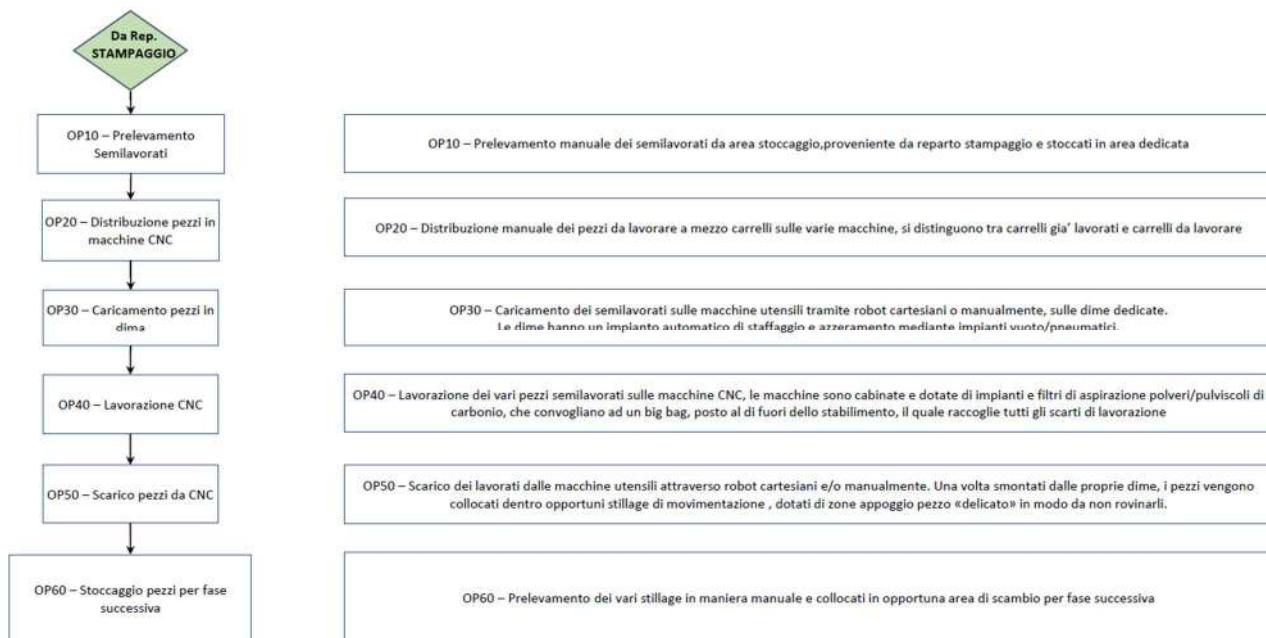 Da Rep.
STAMPAGGIO
OP10 – Prelevamento
Semilavorati
OP10 – Prelevamento manuale dei semilavorati da area stoccaggio,proveniente da reparto stampaggio e stoccati in area dedicata
OP20 – Distribuzione pezzi in
macchine CNC
OP20 – Distribuzione manuale dei pezzi da lavorare a mezzo carrelli sulle varie macchine, si distinguono tra carrelli gia’ lavorati e carrelli da lavorare
OP30 – Caricamento pezzi in
dima
OP30 – Caricamento dei semilavorati sulle macchine utensili tramite robot cartesiani o manualmente, sulle dime dedicate.
Le dime hanno un impianto automatico di staffaggio e azzeramento mediante impianti vuoto/pneumatici.
OP40 – Lavorazione CNC
OP40 – Lavorazione dei vari pezzi semilavorati sulle macchine CNC, le macchine sono cabinate e dotate di impianti e filtri di aspirazione polveri/pulviscoli di
carbonio, che convogliano ad un big bag, posto al di fuori dello stabilimento, il quale raccoglie tutti gli scarti di lavorazione
OP50 – Scarico pezzi da CNC
OP50 – Scarico dei lavorati dalle macchine utensili attraverso robot cartesiani e/o manualmente. Una volta smontati dalle proprie dime, i pezzi vengono
collocati dentro opportuni stillage di movimentazione , dotati di zone appoggio pezzo «delicato» in modo da non rovinarli.
OP60 – Stoccaggio pezzi per fase
successiva
OP60 – Prelevamento dei vari stillage in maniera manuale e collocati in opportuna area di scambio per fase successiva